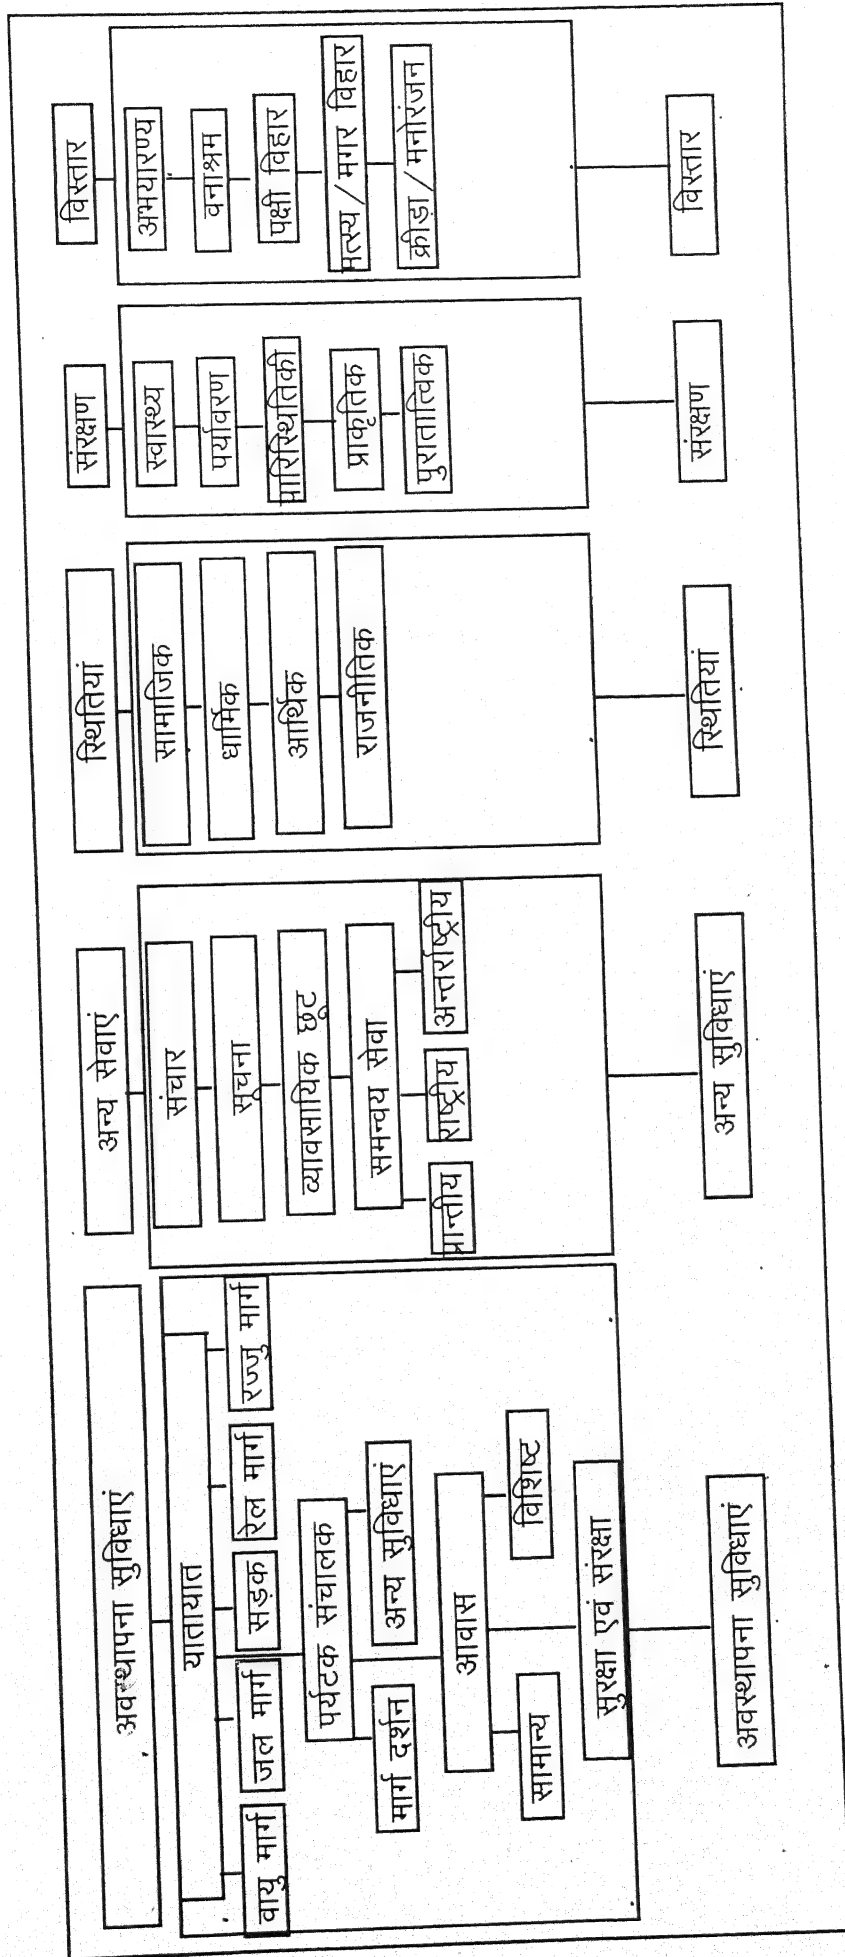 अवस्थापना सुविधाएं
यातायात
वायु मार्ग
जल मार्ग
सड़क
रेल मार्ग
रज्जु मार्ग
पर्यटक संचालक
मार्ग दर्शन
अन्य सुविधाएं
आवास
सामान्य
विशिष्ट
सुरक्षा एवं संरक्षा
अवस्थापना सुविधाएं
अन्य सेवाएं
संचार
सूचना
व्यावसायिक छूट
समन्वय सेवा
प्रान्तीय
राष्ट्रीय
अन्तर्राष्ट्रीय
अन्य सुविधाएं
स्थितियां
सामाजिक
धार्मिक
आर्थिक
राजनीतिक
स्थितियां
संरक्षण
स्वास्थ्य
पर्यावरण
पारिस्थितिकी
प्राकृतिक
पुरातात्विक
संरक्षण
विस्तार
अभयारण्य
वनाश्रम
पक्षी विहार
मत्स्य / मगर विहार
क्रीडा / मनोरंजन
विस्तार